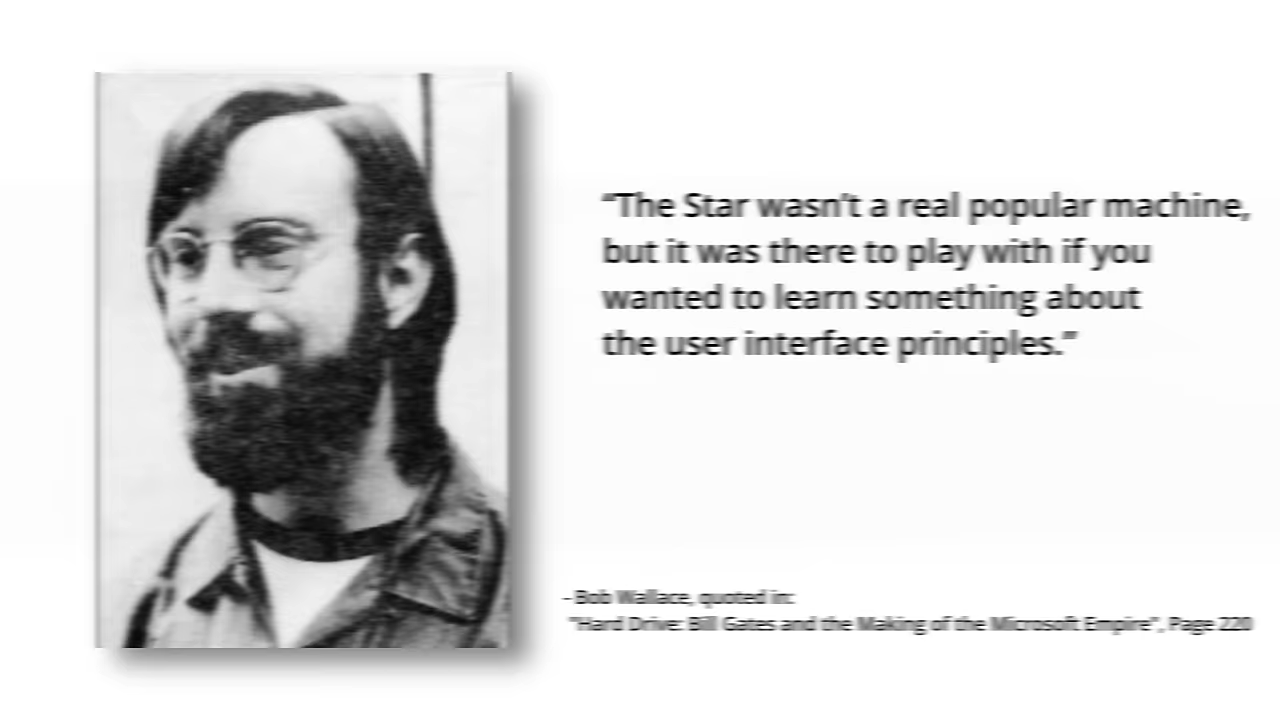 “The Star wasn’t a real popular machine,
but it was there to play with if you
wanted to learn something about
the user interface principles.”
- Bob Wallace, quoted in:
"Hard Drive: Bill Gates and the Making of the Microsoft Empire", Page 220